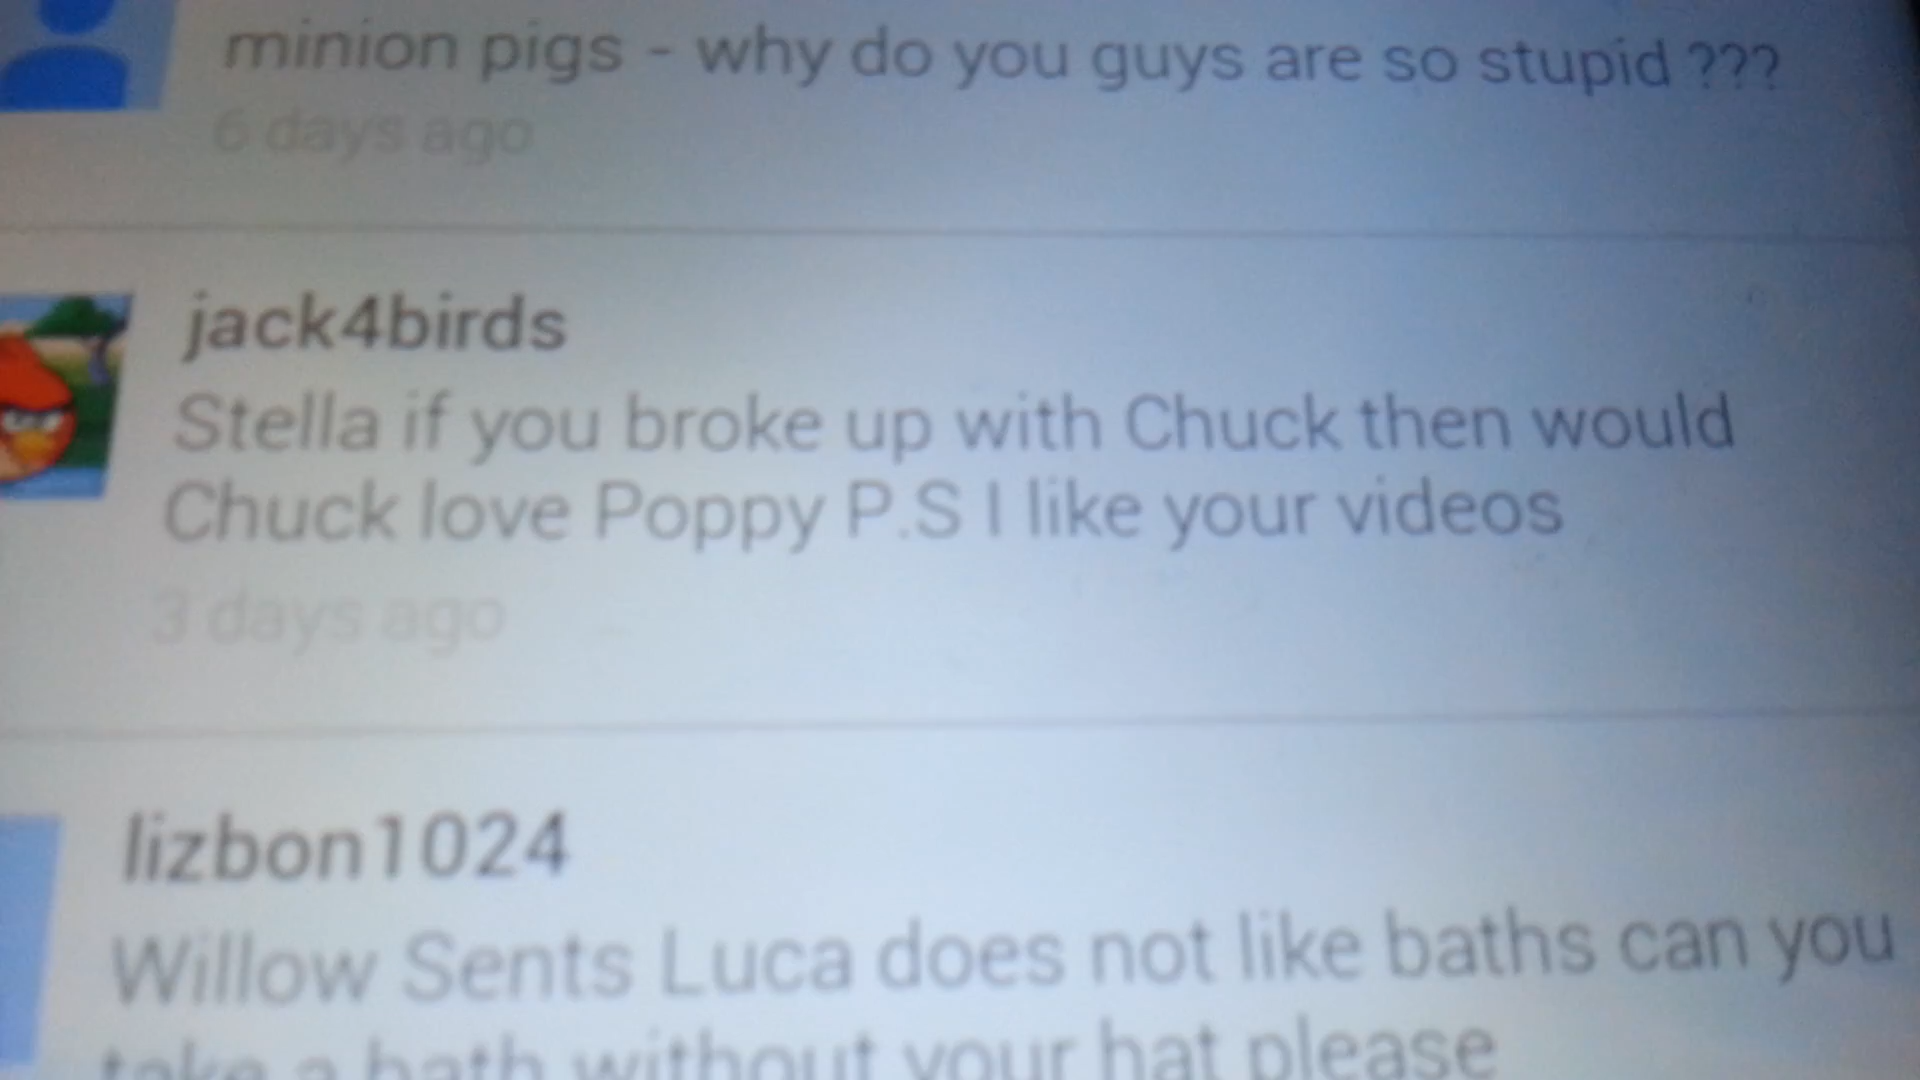 minion pigs - why do you guys are so stupid ???
6 days ago
jack4birds
Stella if you broke up with Chuck then would
Chuck love Poppy P.S I like your videos
3 days ago
lizbon1024
Willow Sents Luca does not like baths can you
take a bath without your hat please